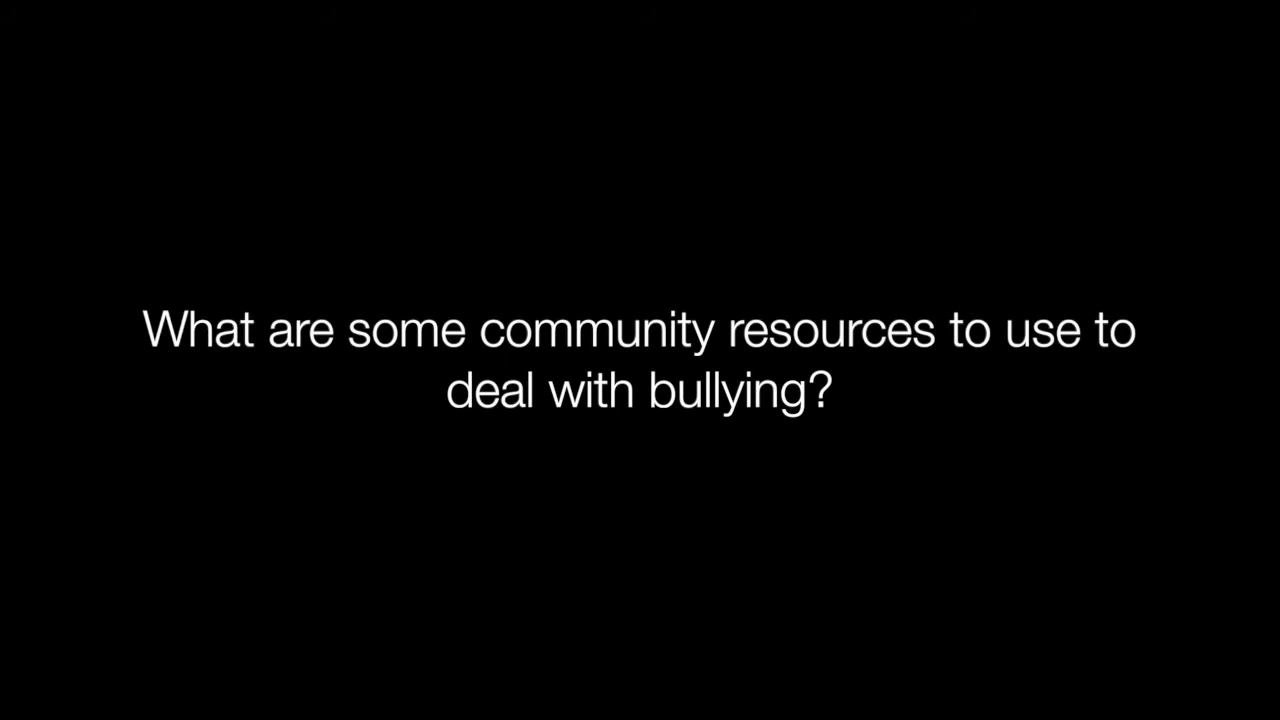 What are some community resources to use to
deal with bullying?